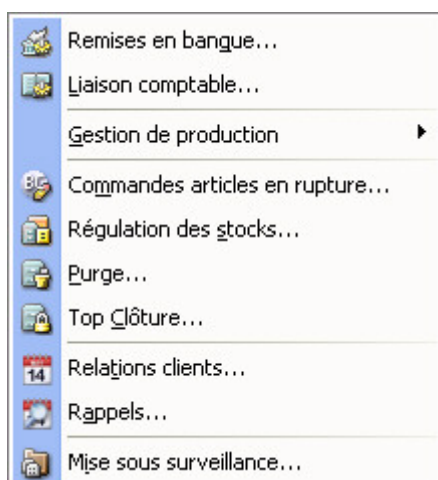 Remises en banque...
Liaison comptable...
Gestion de production
Commandes articles en rupture...
Régulation des stocks...
Purge...
Top Clôture...
14
Relations clients...
Rappels...
Mise sous surveillance...